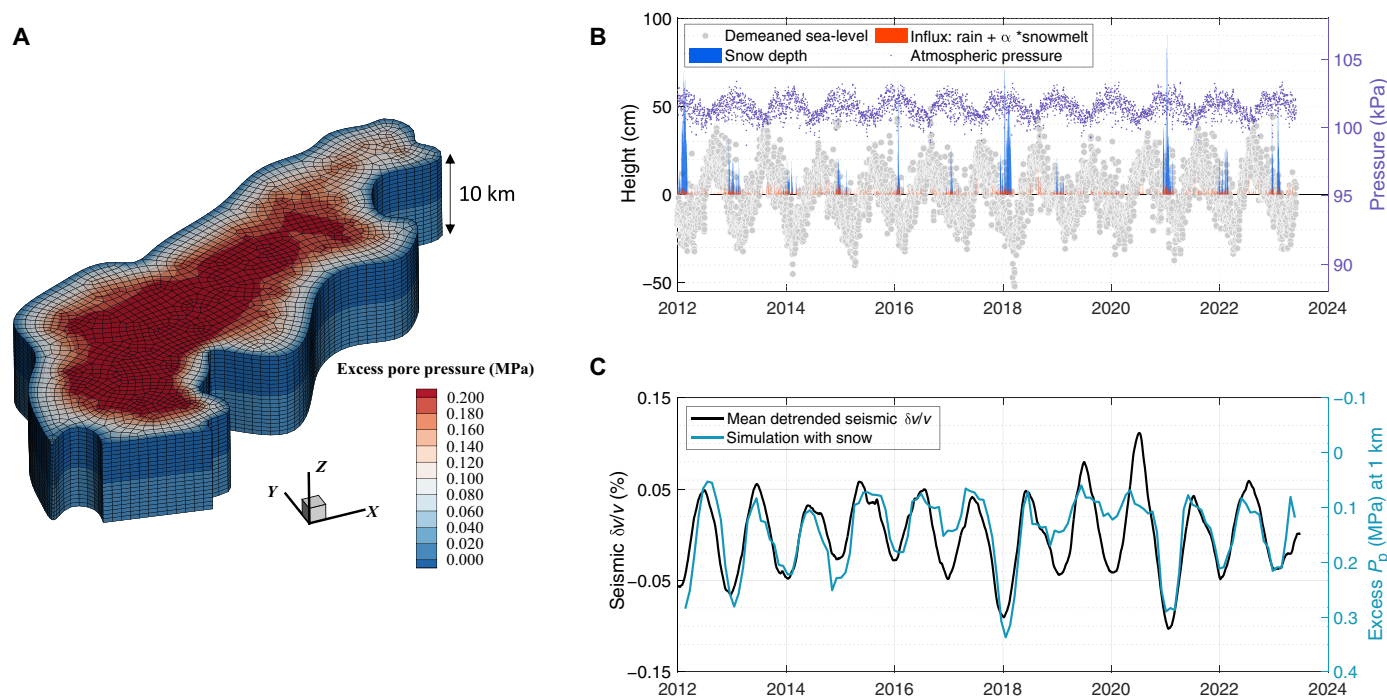 A
10 km
Excess pore pressure (MPa)
0.200
0.180
0.160
0.140
0.120
0.100
0.080
0.060
0.040
0.020
0.000
Z
Y
X
B
Demeaned sea-level
Influx: rain + α *snowmelt
Snow depth
Atmospheric pressure
Height (cm)
100
50
0
−50
Pressure (kPa)
105
100
95
90
2012
2014
2016
2018
2020
2022
2024
C
Mean detrended seismic δv/v
Simulation with snow
Seismic δv/v (%)
0.15
0.05
−0.05
−0.15
Excess Pp (MPa) at 1 km
−0.1
0
0.1
0.2
0.3
0.4
2012
2014
2016
2018
2020
2022
2024